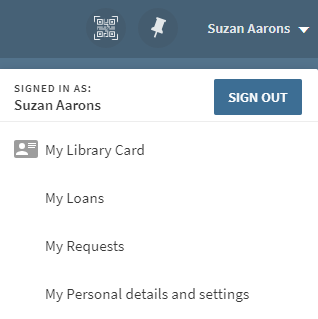 Suzan Aarons
SIGNED IN AS:
Suzan Aarons
SIGN OUT
My Library Card
My Loans
My Requests
My Personal details and settings